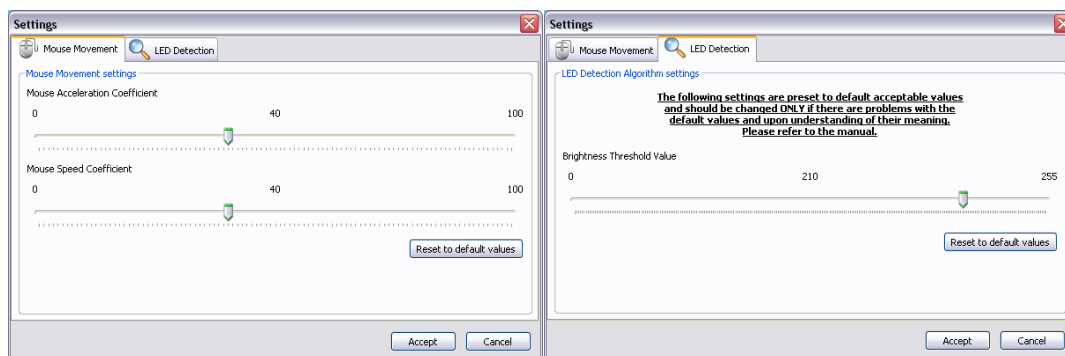 Settings
Mouse Movement LED Detection
Mouse Movement settings
Mouse Acceleration Coefficient
0 40 100
Mouse Speed Coefficient
0 40 100
Reset to default values
Accept Cancel
Settings
Mouse Movement LED Detection
LED Detection Algorithm settings
The following settings are preset to default acceptable values
and should be changed ONLY if there are problems with the
default values and upon understanding of their meaning.
Please refer to the manual.
Brightness Threshold Value
0 210 255
Reset to default values
Accept Cancel